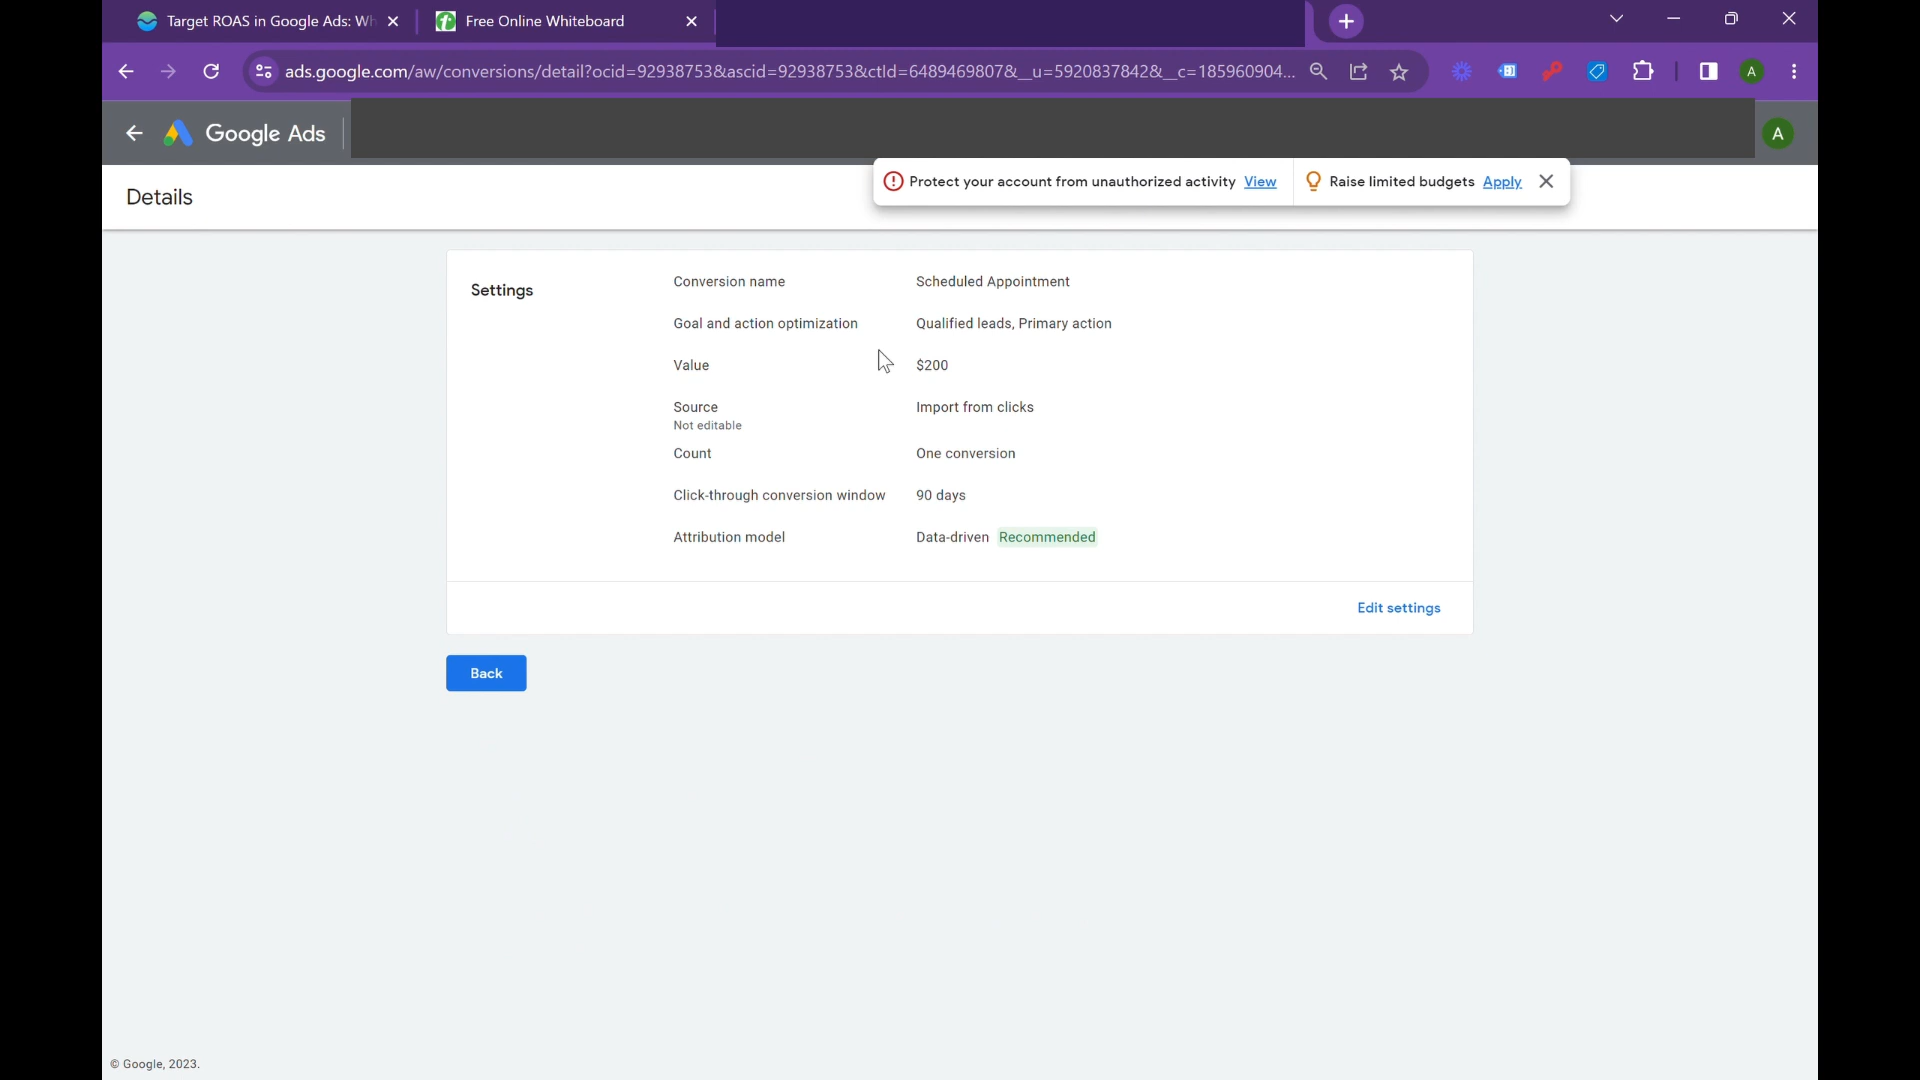 Target ROAS in Google Ads: Wh
Free Online Whiteboard
ads.google.com/aw/conversions/detail?ocid=92938753&ascid=92938753&ctId=6489469807&__u=5920837842&__c=185960904...
A
Google Ads
A
Details
Protect your account from unauthorized activity View
Raise limited budgets Apply
Settings
Conversion name Scheduled Appointment
Goal and action optimization Qualified leads, Primary action
Value $200
Source Import from clicks
Not editable
Count One conversion
Click-through conversion window 90 days
Attribution model Data-driven Recommended
Edit settings
Back
© Google, 2023.